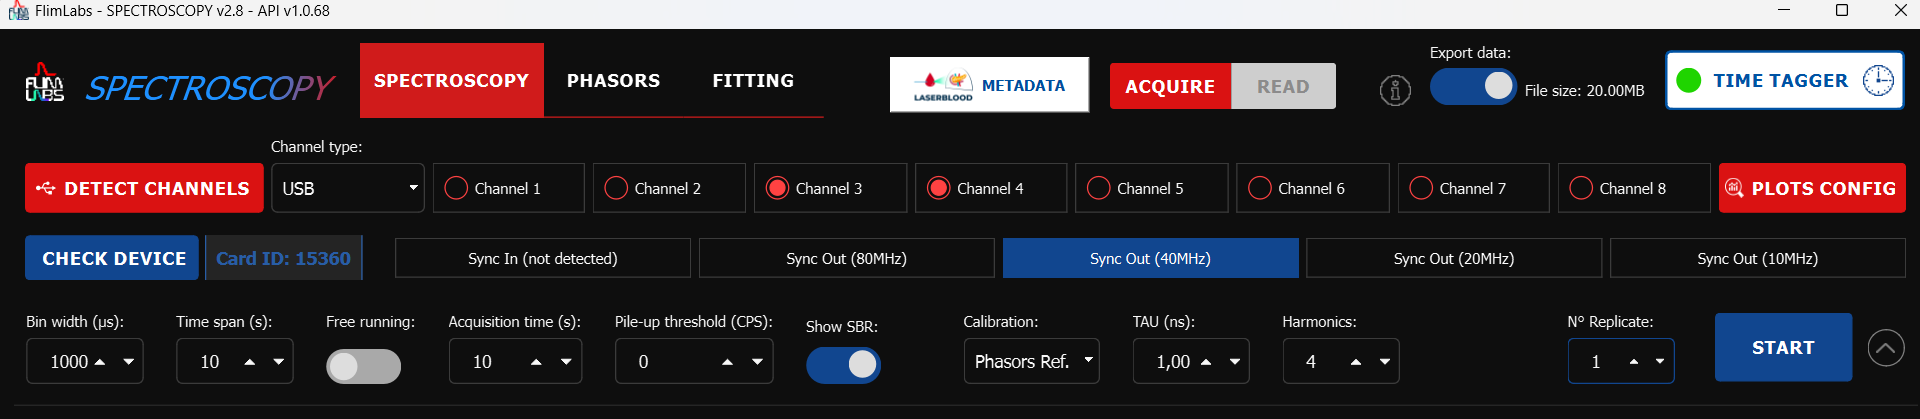 FlimLabs - SPECTROSCOPY v2.8 - API v1.0.68
FLIM LABS
SPECTROSCOPY
SPECTROSCOPY
PHASORS
FITTING
LASERBLOOD
METADATA
ACQUIRE
READ
Export data:
File size: 20.00MB
TIME TAGGER
Channel type:
DETECT CHANNELS
USB
Channel 1
Channel 2
Channel 3
Channel 4
Channel 5
Channel 6
Channel 7
Channel 8
PLOTS CONFIG
CHECK DEVICE
Card ID: 15360
Sync In (not detected)
Sync Out (80MHz)
Sync Out (40MHz)
Sync Out (20MHz)
Sync Out (10MHz)
Bin width (µs):
1000
Time span (s):
10
Free running:
Acquisition time (s):
10
Pile-up threshold (CPS):
0
Show SBR:
Calibration:
Phasors Ref.
TAU (ns):
1,00
Harmonics:
4
N° Replicate:
1
START